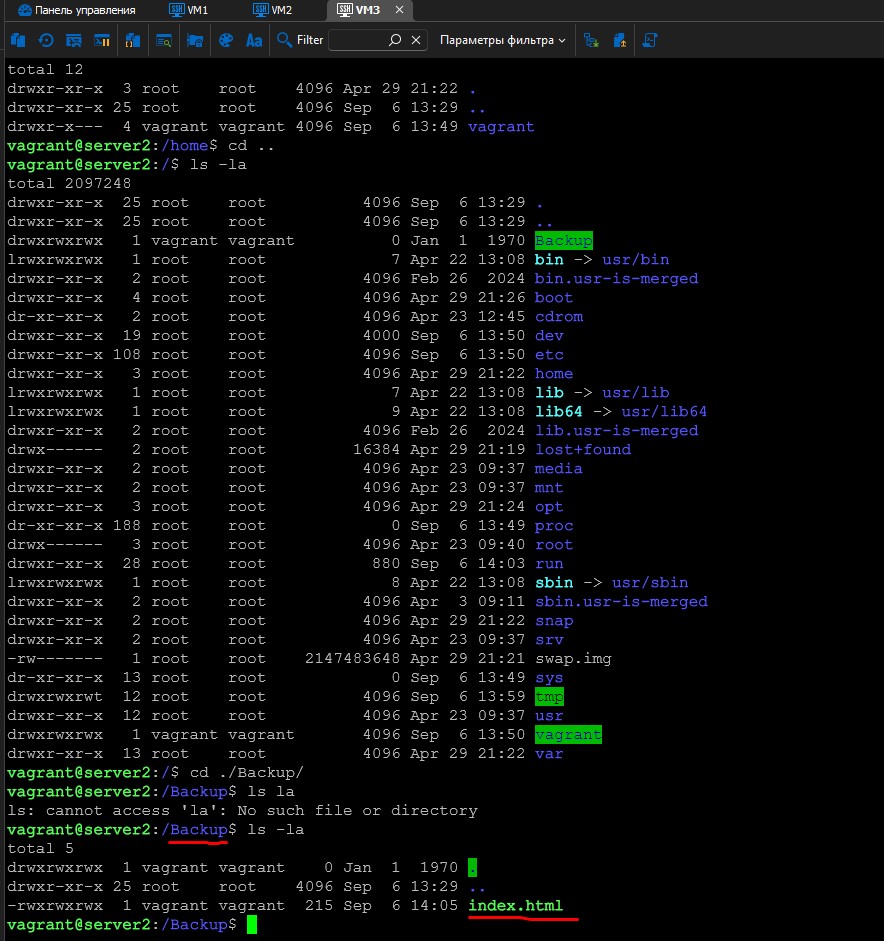 Панель управления VM1 VM2 VM3
Filter Параметры фильтра
total 12
drwxr-xr-x  3 root    root    4096 Apr 29 21:22 .
drwxr-xr-x 25 root    root    4096 Sep  6 13:29 ..
drwxr-x---  4 vagrant vagrant 4096 Sep  6 13:49 vagrant
vagrant@server2:/home$ cd ..
vagrant@server2:/$ ls -la
total 2097248
drwxr-xr-x  25 root    root          4096 Sep  6 13:29 .
drwxr-xr-x  25 root    root          4096 Sep  6 13:29 ..
drwxrwxrwx   1 vagrant vagrant          0 Jan  1  1970 Backup
lrwxrwxrwx   1 root    root             7 Apr 22 13:08 bin -> usr/bin
drwxr-xr-x   2 root    root          4096 Feb 26  2024 bin.usr-is-merged
drwxr-xr-x   4 root    root          4096 Apr 29 21:26 boot
dr-xr-xr-x   2 root    root          4096 Apr 23 12:45 cdrom
drwxr-xr-x  19 root    root          4000 Sep  6 13:50 dev
drwxr-xr-x 108 root    root          4096 Sep  6 13:50 etc
drwxr-xr-x   3 root    root          4096 Apr 29 21:22 home
lrwxrwxrwx   1 root    root             7 Apr 22 13:08 lib -> usr/lib
lrwxrwxrwx   1 root    root             9 Apr 22 13:08 lib64 -> usr/lib64
drwxr-xr-x   2 root    root          4096 Feb 26  2024 lib.usr-is-merged
drwx------   2 root    root         16384 Apr 29 21:19 lost+found
drwxr-xr-x   2 root    root          4096 Apr 23 09:37 media
drwxr-xr-x   2 root    root          4096 Apr 23 09:37 mnt
drwxr-xr-x   3 root    root          4096 Apr 29 21:24 opt
dr-xr-xr-x 188 root    root             0 Sep  6 13:49 proc
drwx------   3 root    root          4096 Apr 23 09:40 root
drwxr-xr-x  28 root    root           880 Sep  6 14:03 run
lrwxrwxrwx   1 root    root             8 Apr 22 13:08 sbin -> usr/sbin
drwxr-xr-x   2 root    root          4096 Apr  3 09:11 sbin.usr-is-merged
drwxr-xr-x   2 root    root          4096 Apr 29 21:22 snap
drwxr-xr-x   2 root    root          4096 Apr 23 09:37 srv
-rw-------   1 root    root    2147483648 Apr 29 21:21 swap.img
dr-xr-xr-x  13 root    root             0 Sep  6 13:49 sys
drwxrwxrwt  12 root    root          4096 Sep  6 13:59 tmp
drwxr-xr-x  12 root    root          4096 Apr 23 09:37 usr
drwxrwxrwx   1 vagrant vagrant       4096 Sep  6 13:50 vagrant
drwxr-xr-x  13 root    root          4096 Apr 29 21:22 var
vagrant@server2:/$ cd ./Backup/
vagrant@server2:/Backup$ ls la
ls: cannot access 'la': No such file or directory
vagrant@server2:/Backup$ ls -la
total 5
drwxrwxrwx  1 vagrant vagrant    0 Jan  1  1970 .
drwxr-xr-x 25 root    root    4096 Sep  6 13:29 ..
-rwxrwxrwx  1 vagrant vagrant  215 Sep  6 14:05 index.html
vagrant@server2:/Backup$